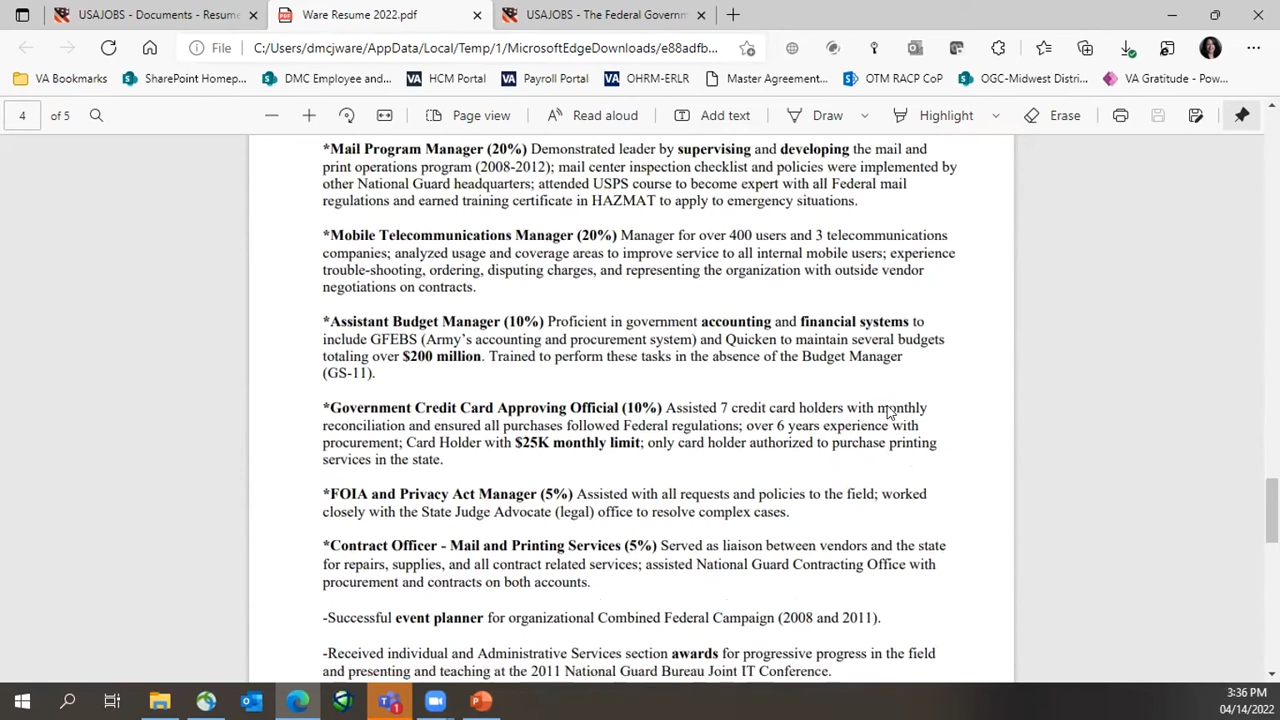 USAJOBS - Documents - Resume
Ware Resume 2022.pdf
USAJOBS - The Federal Governm
File
C:/Users/dmcjware/AppData/Local/Temp/1/MicrosoftEdgeDownloads/e88adfb...
VA Bookmarks
SharePoint Homep...
DMC Employee and...
HCM Portal
Payroll Portal
OHRM-ERLR
Master Agreement...
OTM RACP CoP
OGC-Midwest Distri...
VA Gratitude - Pow...
4 of 5
Page view
Read aloud
Add text
Draw
Highlight
Erase
*Mail Program Manager (20%) Demonstrated leader by supervising and developing the mail and
print operations program (2008-2012); mail center inspection checklist and policies were implemented by
other National Guard headquarters; attended USPS course to become expert with all Federal mail
regulations and earned training certificate in HAZMAT to apply to emergency situations.
*Mobile Telecommunications Manager (20%) Manager for over 400 users and 3 telecommunications
companies; analyzed usage and coverage areas to improve service to all internal mobile users; experience
trouble-shooting, ordering, disputing charges, and representing the organization with outside vendor
negotiations on contracts.
*Assistant Budget Manager (10%) Proficient in government accounting and financial systems to
include GFEBS (Army's accounting and procurement system) and Quicken to maintain several budgets
totaling over $200 million. Trained to perform these tasks in the absence of the Budget Manager
(GS-11).
*Government Credit Card Approving Official (10%) Assisted 7 credit card holders with monthly
reconciliation and ensured all purchases followed Federal regulations; over 6 years experience with
procurement; Card Holder with $25K monthly limit; only card holder authorized to purchase printing
services in the state.
*FOIA and Privacy Act Manager (5%) Assisted with all requests and policies to the field; worked
closely with the State Judge Advocate (legal) office to resolve complex cases.
*Contract Officer - Mail and Printing Services (5%) Served as liaison between vendors and the state
for repairs, supplies, and all contract related services; assisted National Guard Contracting Office with
procurement and contracts on both accounts.
-Successful event planner for organizational Combined Federal Campaign (2008 and 2011).
-Received individual and Administrative Services section awards for progressive progress in the field
and presenting and teaching at the 2011 National Guard Bureau Joint IT Conference.
3:36 PM
04/14/2022